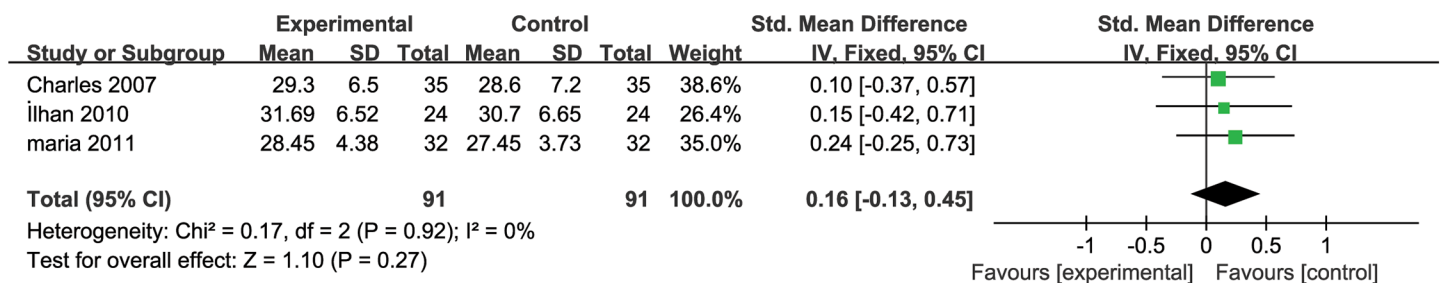 Experimental Control Std. Mean Difference Std. Mean Difference
Study or Subgroup Mean SD Total Mean SD Total Weight IV, Fixed, 95% CI IV, Fixed, 95% CI
Charles 2007 29.3 6.5 35 28.6 7.2 35 38.6% 0.10 [-0.37, 0.57]
İlhan 2010 31.69 6.52 24 30.7 6.65 24 26.4% 0.15 [-0.42, 0.71]
maria 2011 28.45 4.38 32 27.45 3.73 32 35.0% 0.24 [-0.25, 0.73]
Total (95% CI) 91 91 100.0% 0.16 [-0.13, 0.45]
Heterogeneity: Chi² = 0.17, df = 2 (P = 0.92); I² = 0%
Test for overall effect: Z = 1.10 (P = 0.27)
-1 -0.5 0 0.5 1
Favours [experimental] Favours [control]